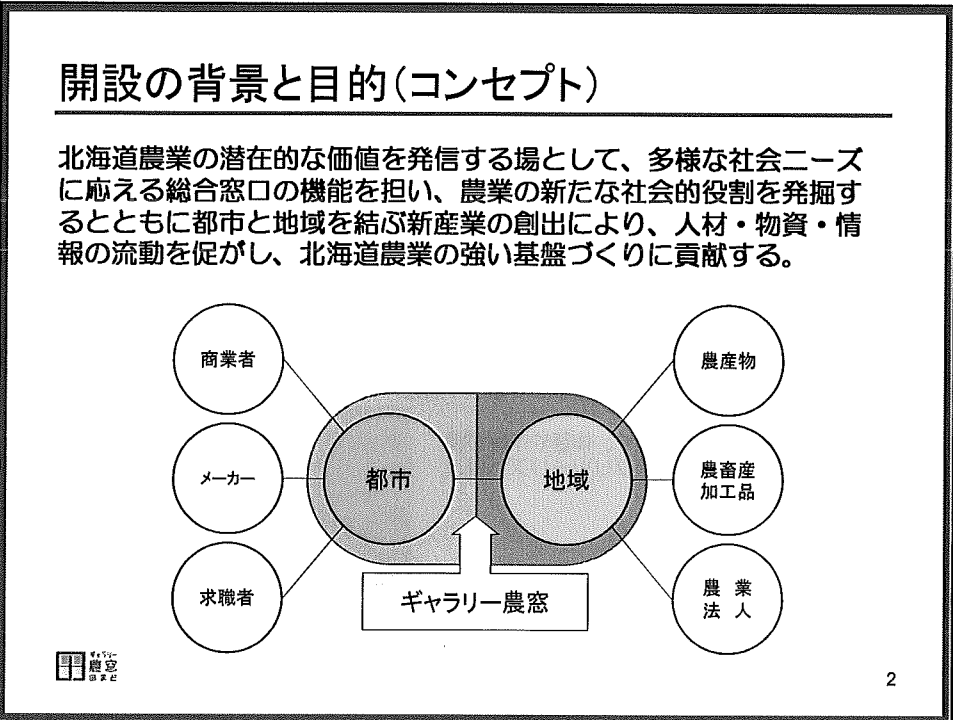 開設の背景と目的(コンセプト)
北海道農業の潜在的な価値を発信する場として、多様な社会ニーズ
に応える総合窓口の機能を担い、農業の新たな社会的役割を発掘す
るとともに都市と地域を結ぶ新産業の創出により、人材・物資・情
報の流動を促がし、北海道農業の強い基盤づくりに貢献する。
商業者
農産物
メーカー
都市
地域
農畜産
加工品
求職者
ギャラリー農窓
農 業
法 人
ギャラリー
農窓
2